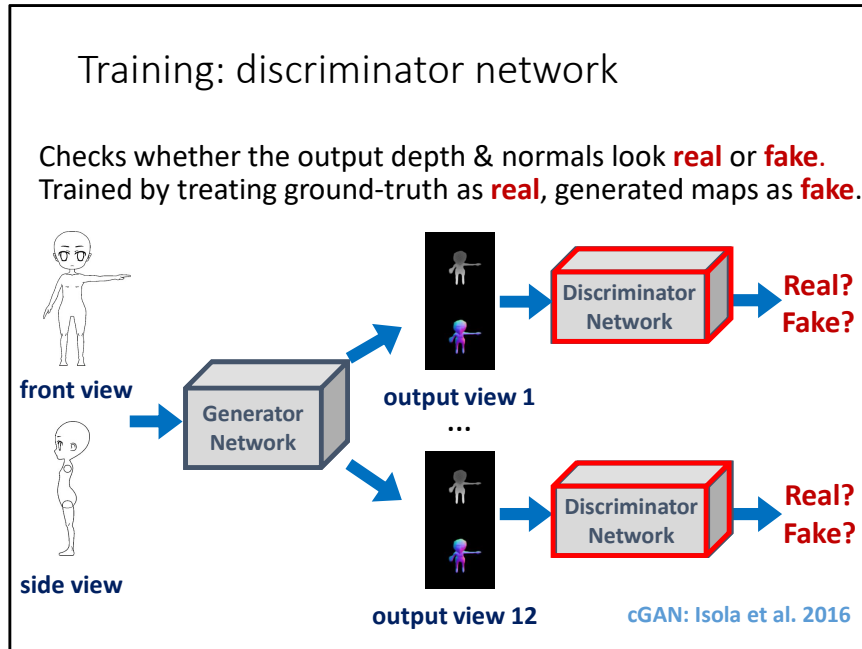 Training: discriminator network
Checks whether the output depth & normals look real or fake.
Trained by treating ground-truth as real, generated maps as fake.
front view
side view
Generator
Network
output view 1
...
output view 12
Discriminator
Network
Real?
Fake?
Discriminator
Network
Real?
Fake?
cGAN: Isola et al. 2016